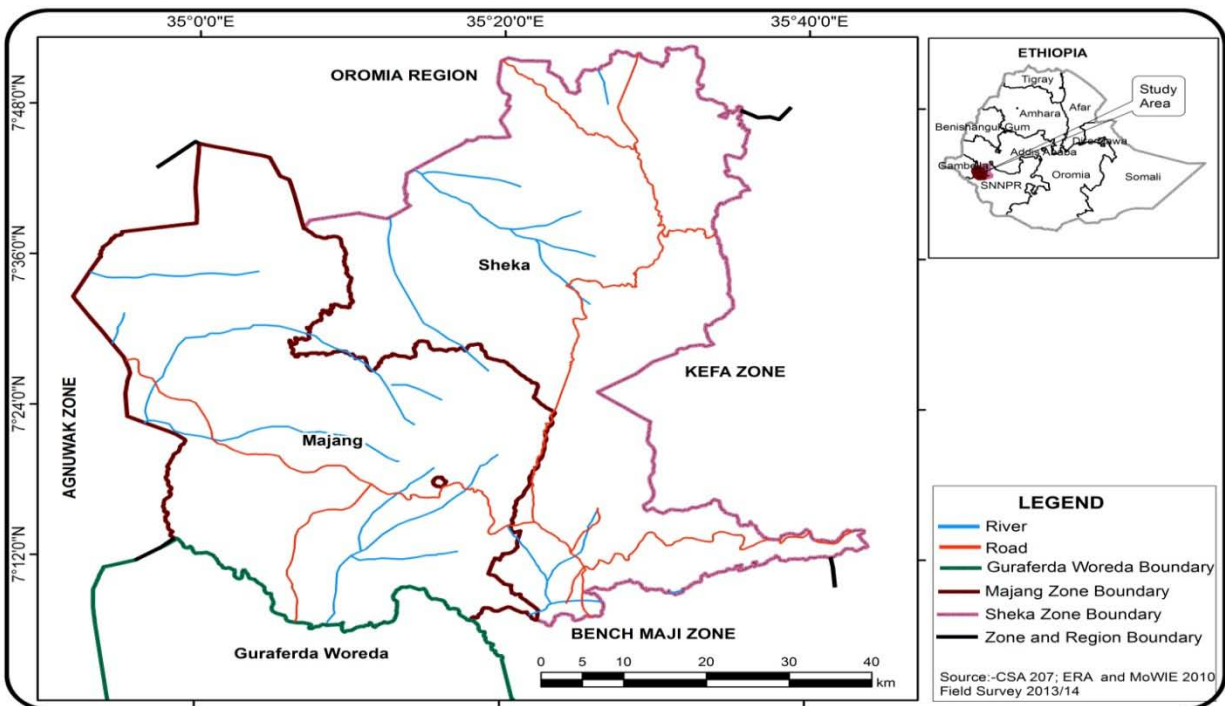 35°0'0"E
35°20'0"E
35°40'0"E
7°48'0"N
7°36'0"N
7°24'0"N
7°12'0"N
OROMIA REGION
Sheka
KEFA ZONE
AGNUWAK ZONE
Majang
BENCH MAJI ZONE
Guraferda Woreda
0 5 10 20 30 40
km
ETHIOPIA
Study
Area
Tigray
Afar
Amhara
Benishangul Gum
Addis Ababa
Gambella
Oromia
Somali
SNNPR
LEGEND
River
Road
Guraferda Woreda Boundary
Majang Zone Boundary
Sheka Zone Boundary
Zone and Region Boundary
Source:-CSA 207; ERA and MoWIE 2010
Field Survey 2013/14